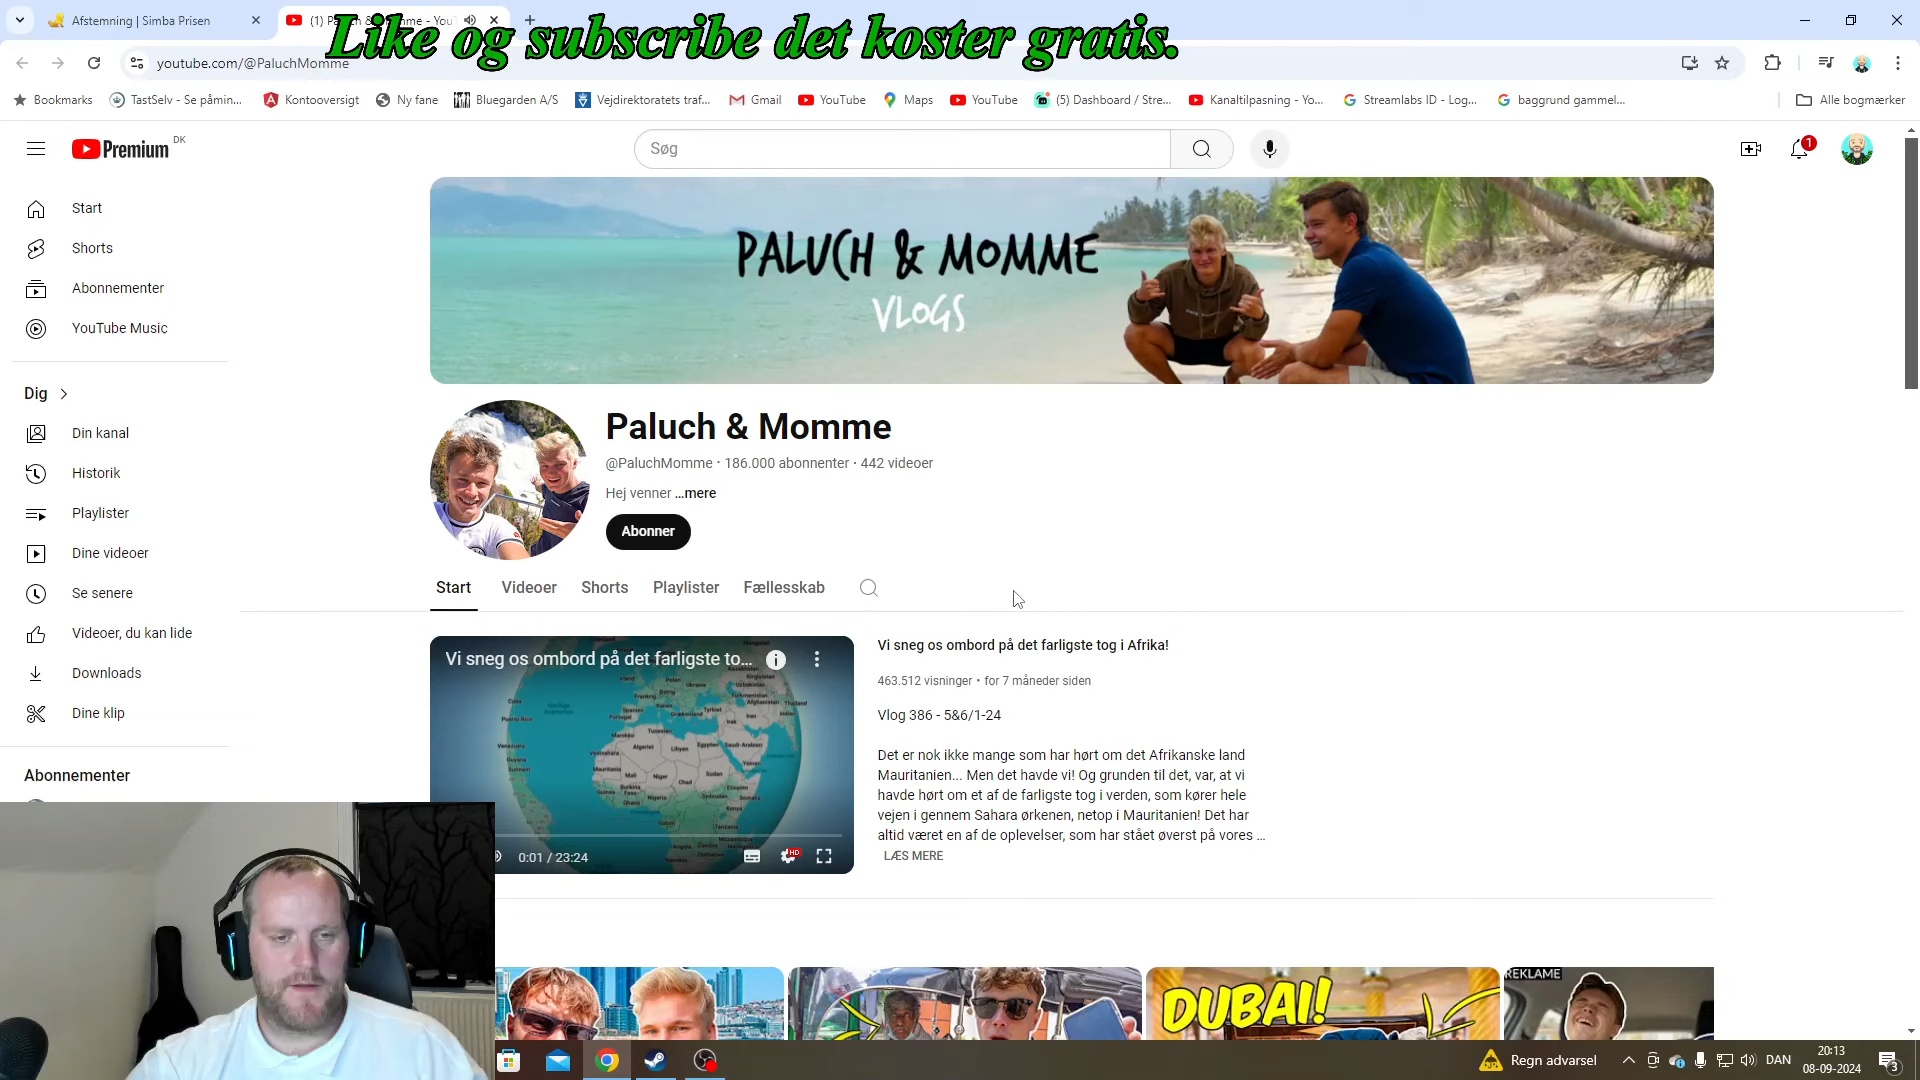 Afstemning | Simba Prisen
Like og subscribe det koster gratis.
youtube.com/@PaluchMomme
Bookmarks
TastSelv - Se påmin...
Kontooversigt
Ny fane
Bluegarden A/S
Vejdirektoratets traf...
Gmail
YouTube
Maps
YouTube
(5) Dashboard / Stre...
Kanaltilpasning - Yo...
Streamlabs ID - Log...
baggrund gammel...
Alle bogmærker
Premium DK
Søg
1
Start
Shorts
Abonnementer
YouTube Music
Dig
Din kanal
Historik
Playlister
Dine videoer
Se senere
Videoer, du kan lide
Downloads
Dine klip
Abonnementer
PALUCH & MOMME
VLOGS
Paluch & Momme
@PaluchMomme • 186.000 abonnenter • 442 videoer
Hej venner ...mere
Abonner
Start
Videoer
Shorts
Playlister
Fællesskab
Vi sneg os ombord på det farligste to...
0:01 / 23:24
HD
Vi sneg os ombord på det farligste tog i Afrika!
463.512 visninger • for 7 måneder siden
Vlog 386 - 5&6/1-24
Det er nok ikke mange som har hørt om det Afrikanske land
Mauritanien... Men det havde vi! Og grunden til det, var, at vi
havde hørt om et af de farligste tog i verden, som kører hele
vejen i gennem Sahara ørkenen, netop i Mauritanien! Det har
altid været en af de oplevelser, som har stået øverst på vores ...
LÆS MERE
DUBAI!
REKLAME
Regn advarsel
DAN
20:13
08-09-2024
3